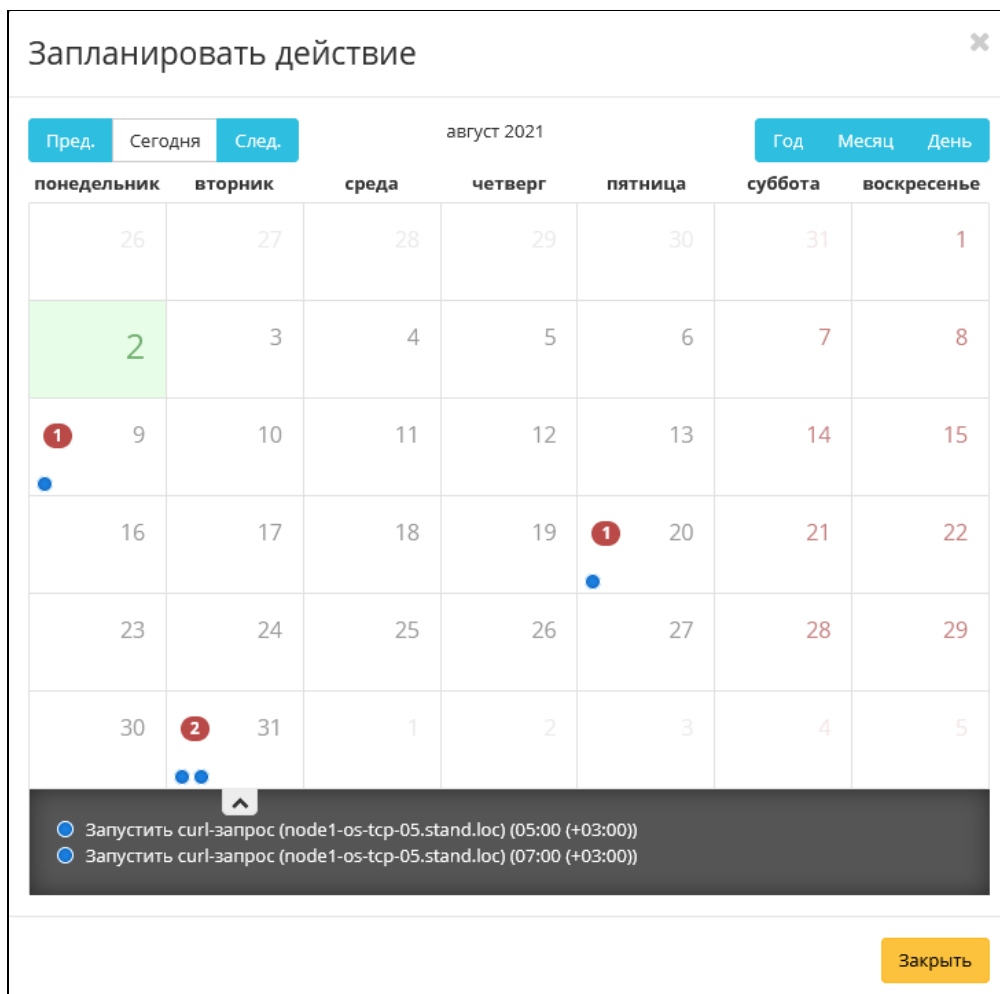 Запланировать действие ×
Пред. Сегодня След. август 2021 Год Месяц День
понедельник вторник среда четверг пятница суббота воскресенье
26 27 28 29 30 31 1
2 3 4 5 6 7 8
1 9 10 11 12 13 14 15
16 17 18 19 1 20 21 22
23 24 25 26 27 28 29
30 2 31 1 2 3 4 5
Запустить curl-запрос (node1-os-tcp-05.stand.loc) (05:00 (+03:00))
Запустить curl-запрос (node1-os-tcp-05.stand.loc) (07:00 (+03:00))
Закрыть